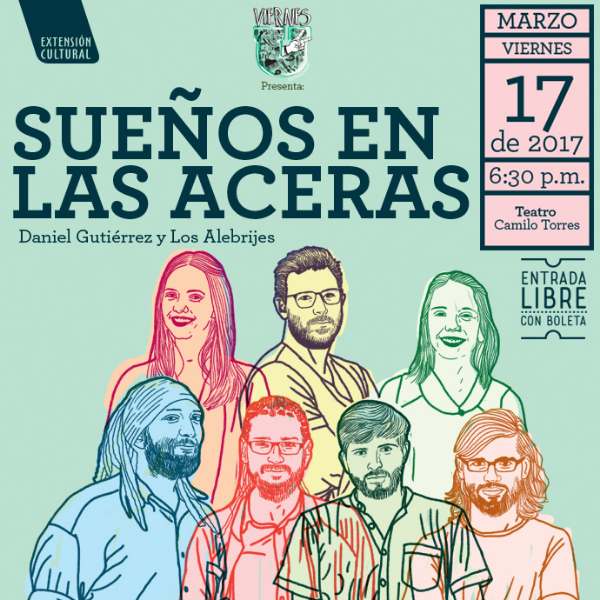 EXTENSIÓN
CULTURAL
VIERNES
U
Presenta:
SUEÑOS EN
LAS ACERAS
Daniel Gutiérrez y Los Alebrijes
MARZO
VIERNES
17
de 2017
6:30 p.m.
Teatro
Camilo Torres
ENTRADA
LIBRE
CON BOLETA